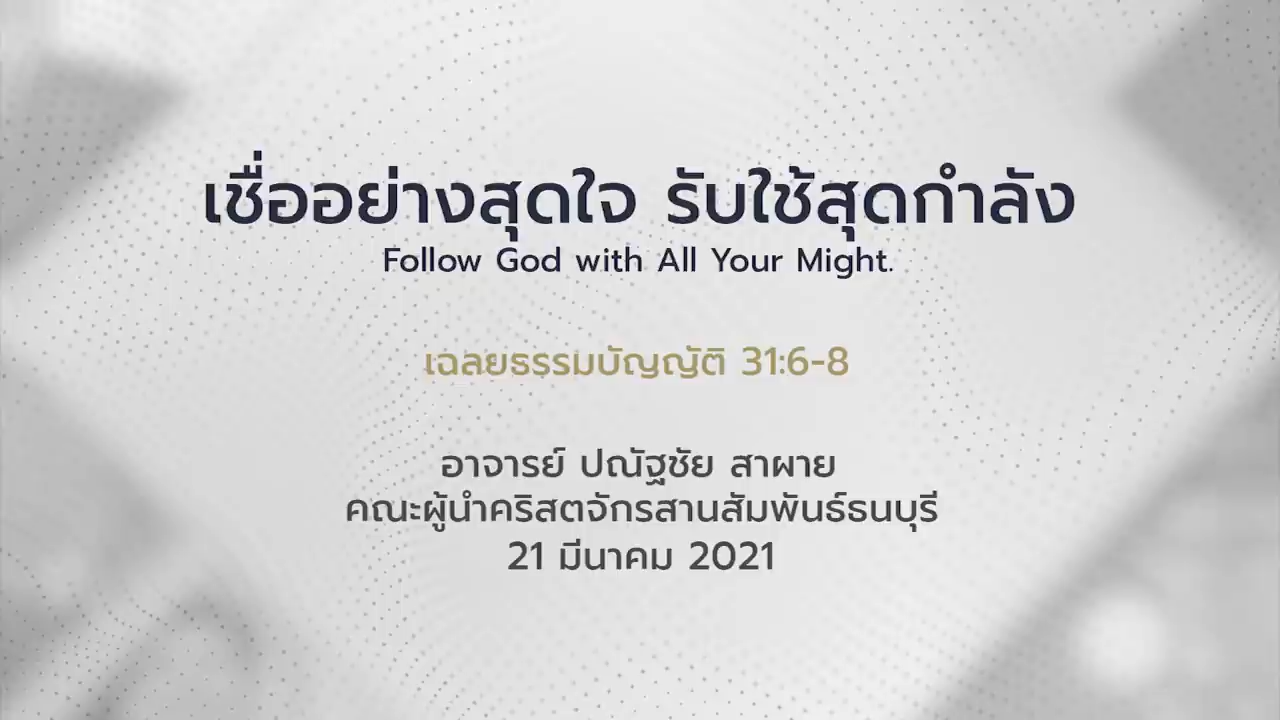 เชื่ออย่างสุดใจ รับใช้สุดกำลัง
Follow God with All Your Might.
เฉลยธรรมบัญญัติ 31:6-8
อาจารย์ ปณัฐชัย สาผาย
คณะผู้นำคริสตจักรสานสัมพันธ์ธนบุรี
21 มีนาคม 2021